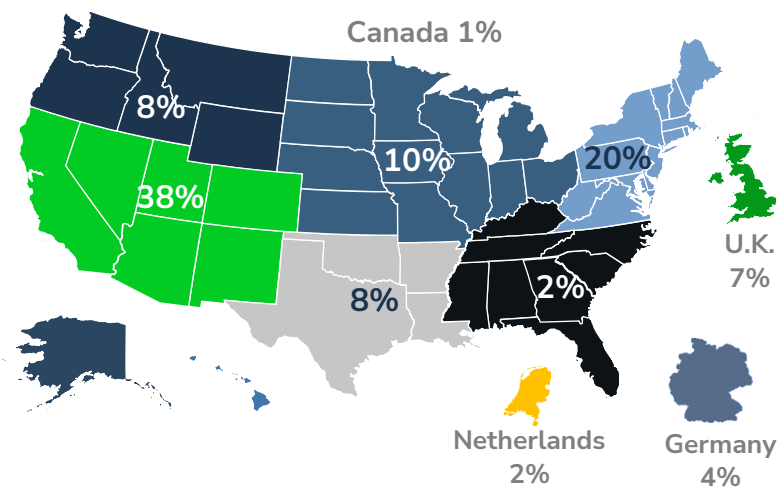 Canada 1%
8%
10%
20%
38%
U.K.
7%
2%
8%
Netherlands
2%
Germany
4%